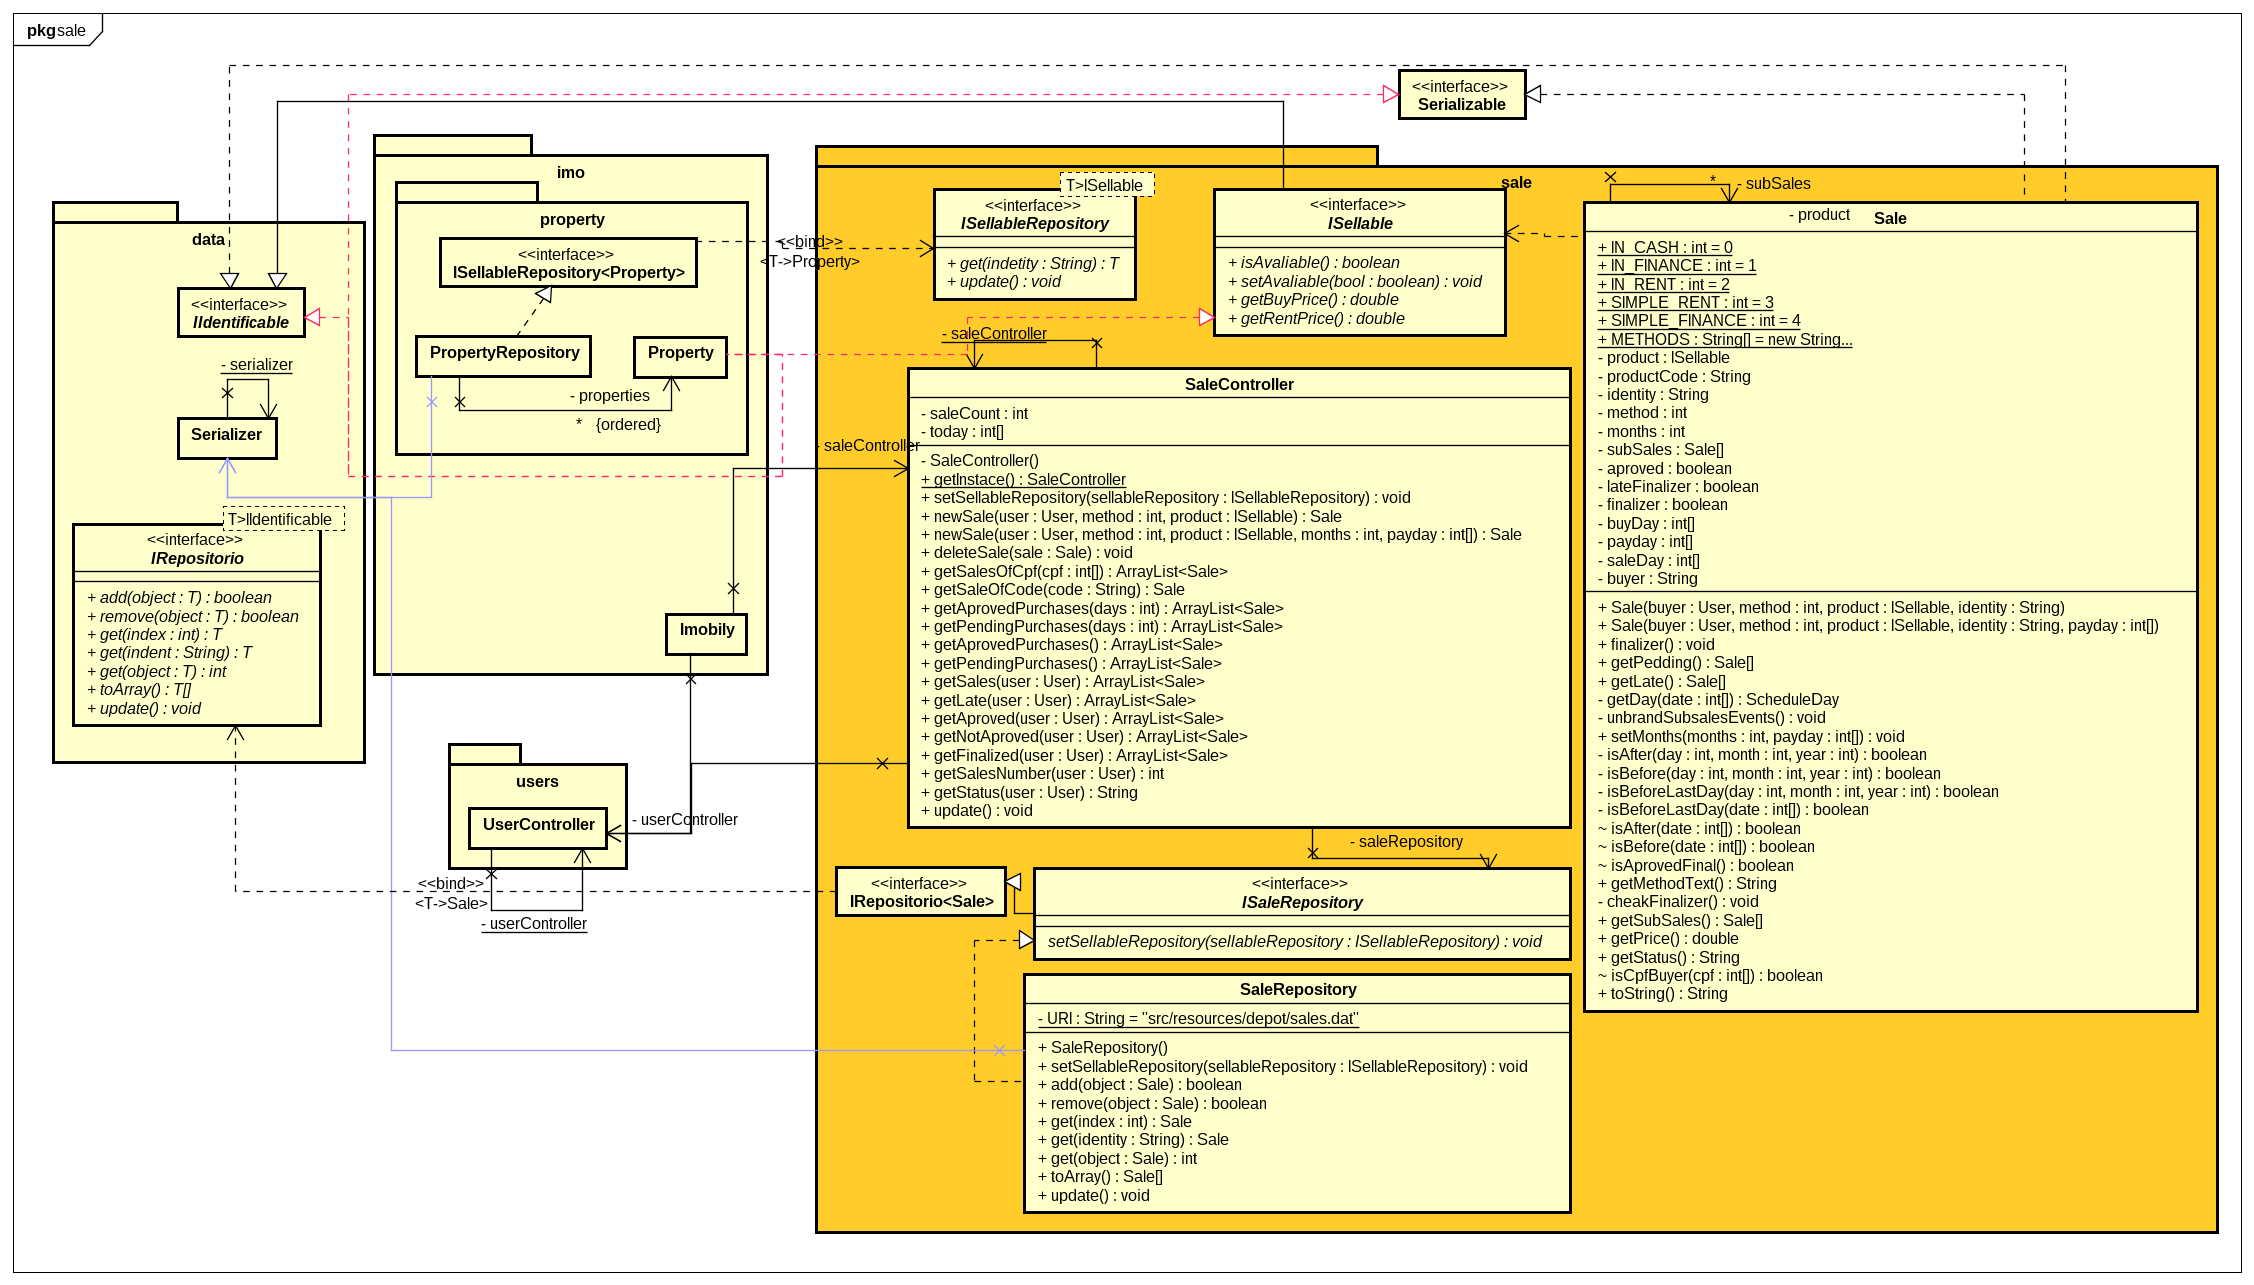 pkg sale
<<interface>>
Serializable
data
<<interface>>
IIdentificable
- serializer
Serializer
T>IIdentificable
<<interface>>
IRepositorio
+ add(object : T) : boolean
+ remove(object : T) : boolean
+ get(index : int) : T
+ get(indent : String) : T
+ get(object : T) : int
+ toArray() : T[]
+ update() : void
imo
property
<<interface>>
ISellableRepository<Property>
PropertyRepository
Property
- properties
* {ordered}
Imobily
<<bind>>
<T->Property>
users
UserController
- userController
<<bind>>
<T->Sale>
- userController
sale
T>ISellable
<<interface>>
ISellableRepository
+ get(indetity : String) : T
+ update() : void
<<interface>>
ISellable
+ isAvaliable() : boolean
+ setAvaliable(bool : boolean) : void
+ getBuyPrice() : double
+ getRentPrice() : double
- saleController
- saleController
SaleController
- saleCount : int
- today : int[]
- SaleController()
+ getInstace() : SaleController
+ setSellableRepository(sellableRepository : ISellableRepository) : void
+ newSale(user : User, method : int, product : ISellable) : Sale
+ newSale(user : User, method : int, product : ISellable, months : int, payday : int[]) : Sale
+ deleteSale(sale : Sale) : void
+ getSalesOfCpf(cpf : int[]) : ArrayList<Sale>
+ getSaleOfCode(code : String) : Sale
+ getAprovedPurchases(days : int) : ArrayList<Sale>
+ getPendingPurchases(days : int) : ArrayList<Sale>
+ getAprovedPurchases() : ArrayList<Sale>
+ getPendingPurchases() : ArrayList<Sale>
+ getSales(user : User) : ArrayList<Sale>
+ getLate(user : User) : ArrayList<Sale>
+ getAproved(user : User) : ArrayList<Sale>
+ getNotAproved(user : User) : ArrayList<Sale>
+ getFinalized(user : User) : ArrayList<Sale>
+ getSalesNumber(user : User) : int
+ getStatus(user : User) : String
+ update() : void
- saleRepository
<<interface>>
IRepositorio<Sale>
<<interface>>
ISaleRepository
setSellableRepository(sellableRepository : ISellableRepository) : void
SaleRepository
- URI : String = "src/resources/depot/sales.dat"
+ SaleRepository()
+ setSellableRepository(sellableRepository : ISellableRepository) : void
+ add(object : Sale) : boolean
+ remove(object : Sale) : boolean
+ get(index : int) : Sale
+ get(identity : String) : Sale
+ get(object : Sale) : int
+ toArray() : Sale[]
+ update() : void
* - subSales
- product
Sale
+ IN_CASH : int = 0
+ IN_FINANCE : int = 1
+ IN_RENT : int = 2
+ SIMPLE_RENT : int = 3
+ SIMPLE_FINANCE : int = 4
+ METHODS : String[] = new String...
- product : ISellable
- productCode : String
- identity : String
- method : int
- months : int
- subSales : Sale[]
- aproved : boolean
- lateFinalizer : boolean
- finalizer : boolean
- buyDay : int[]
- payday : int[]
- saleDay : int[]
- buyer : String
+ Sale(buyer : User, method : int, product : ISellable, identity : String)
+ Sale(buyer : User, method : int, product : ISellable, identity : String, payday : int[])
+ finalizer() : void
+ getPedding() : Sale[]
+ getLate() : Sale[]
- getDay(date : int[]) : ScheduleDay
- unbrandSubsalesEvents() : void
+ setMonths(months : int, payday : int[]) : void
- isAfter(day : int, month : int, year : int) : boolean
- isBefore(day : int, month : int, year : int) : boolean
- isBeforeLastDay(day : int, month : int, year : int) : boolean
- isBeforeLastDay(date : int[]) : boolean
~ isAfter(date : int[]) : boolean
~ isBefore(date : int[]) : boolean
~ isAprovedFinal() : boolean
+ getMethodText() : String
- cheakFinalizer() : void
+ getSubSales() : Sale[]
+ getPrice() : double
+ getStatus() : String
~ isCpfBuyer(cpf : int[]) : boolean
+ toString() : String